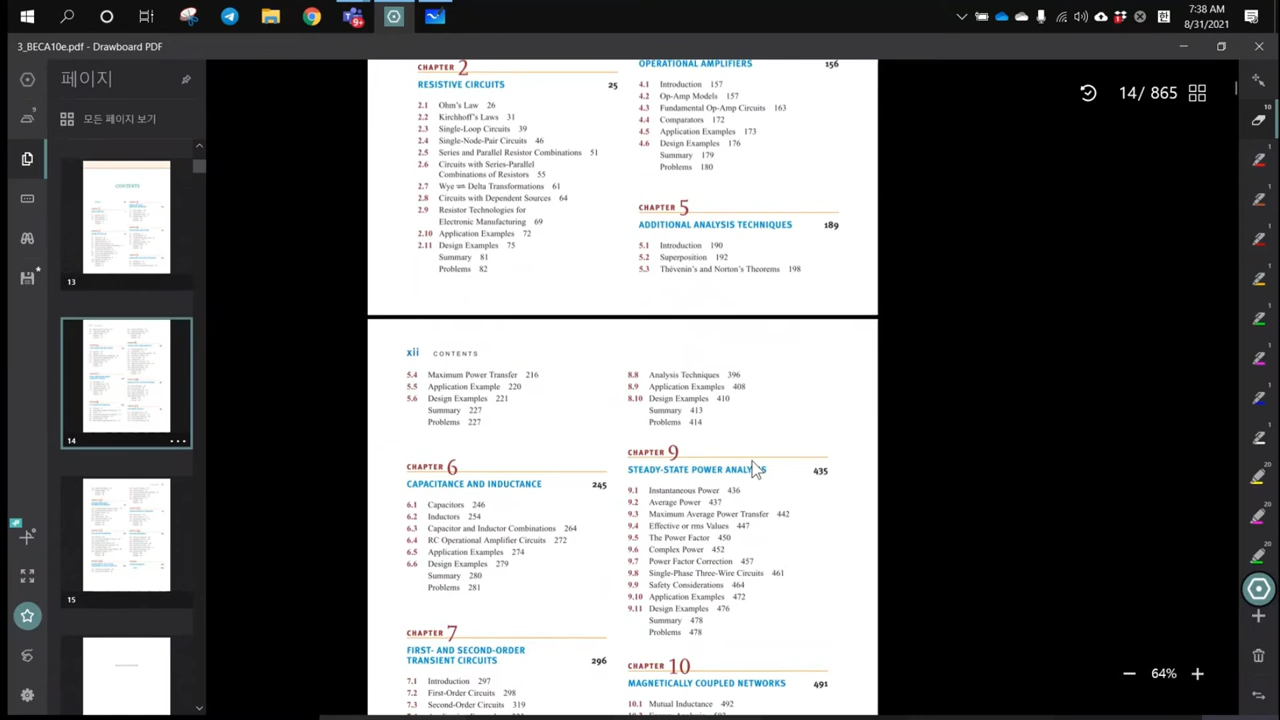 7:38 AM
8/31/2021
3_BECA10e.pdf - Drawboard PDF
페이지
모든 페이지 보기
13
14
15
14 / 865
64%
CHAPTER 2
RESISTIVE CIRCUITS 25
2.1 Ohm's Law 26
2.2 Kirchhoff's Laws 31
2.3 Single-Loop Circuits 39
2.4 Single-Node-Pair Circuits 46
2.5 Series and Parallel Resistor Combinations 51
2.6 Circuits with Series-Parallel
Combinations of Resistors 55
2.7 Wye ⇌ Delta Transformations 61
2.8 Circuits with Dependent Sources 64
2.9 Resistor Technologies for
Electronic Manufacturing 69
2.10 Application Examples 72
2.11 Design Examples 75
Summary 81
Problems 82
OPERATIONAL AMPLIFIERS 156
4.1 Introduction 157
4.2 Op-Amp Models 157
4.3 Fundamental Op-Amp Circuits 163
4.4 Comparators 172
4.5 Application Examples 173
4.6 Design Examples 176
Summary 179
Problems 180
CHAPTER 5
ADDITIONAL ANALYSIS TECHNIQUES 189
5.1 Introduction 190
5.2 Superposition 192
5.3 Thévenin's and Norton's Theorems 198
xii CONTENTS
5.4 Maximum Power Transfer 216
5.5 Application Example 220
5.6 Design Examples 221
Summary 227
Problems 227
CHAPTER 6
CAPACITANCE AND INDUCTANCE 245
6.1 Capacitors 246
6.2 Inductors 254
6.3 Capacitor and Inductor Combinations 264
6.4 RC Operational Amplifier Circuits 272
6.5 Application Examples 274
6.6 Design Examples 279
Summary 280
Problems 281
CHAPTER 7
FIRST- AND SECOND-ORDER
TRANSIENT CIRCUITS 296
7.1 Introduction 297
7.2 First-Order Circuits 298
7.3 Second-Order Circuits 319
8.8 Analysis Techniques 396
8.9 Application Examples 408
8.10 Design Examples 410
Summary 413
Problems 414
CHAPTER 9
STEADY-STATE POWER ANALYSIS 435
9.1 Instantaneous Power 436
9.2 Average Power 437
9.3 Maximum Average Power Transfer 442
9.4 Effective or rms Values 447
9.5 The Power Factor 450
9.6 Complex Power 452
9.7 Power Factor Correction 457
9.8 Single-Phase Three-Wire Circuits 461
9.9 Safety Considerations 464
9.10 Application Examples 472
9.11 Design Examples 476
Summary 478
Problems 478
CHAPTER 10
MAGNETICALLY COUPLED NETWORKS 491
10.1 Mutual Inductance 492